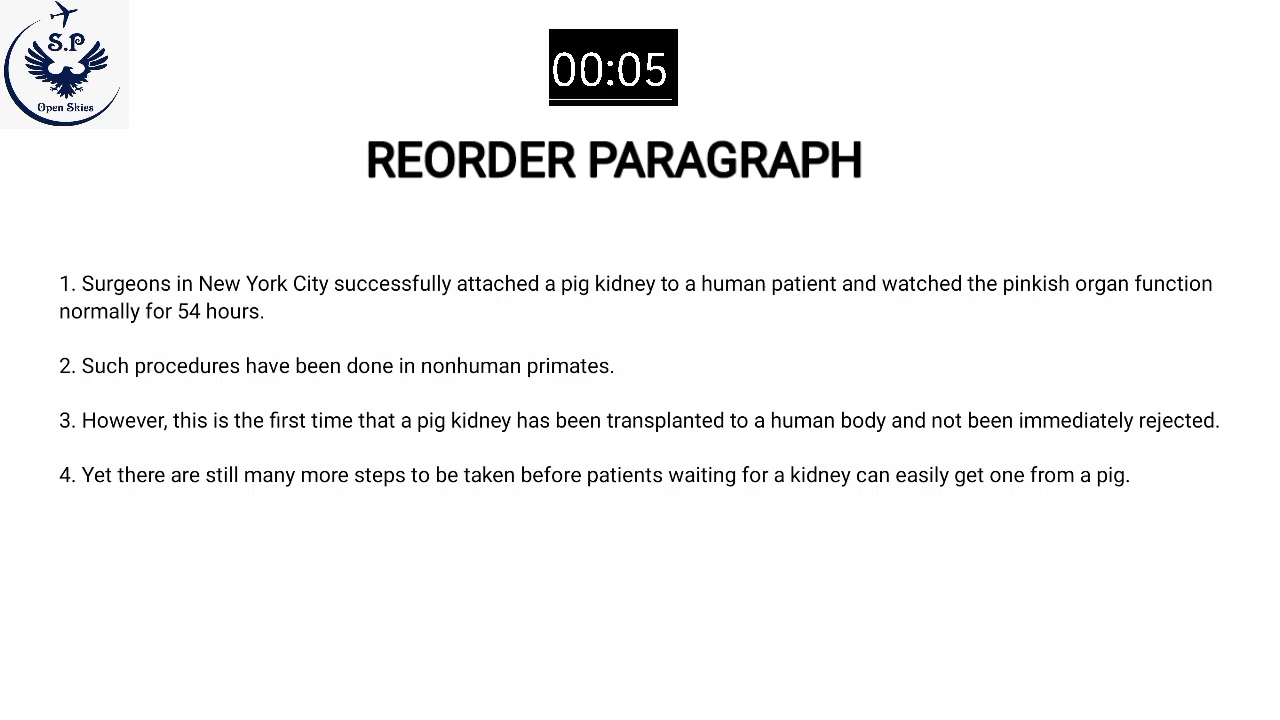 S.P
Open Skies
00:05
REORDER PARAGRAPH
1. Surgeons in New York City successfully attached a pig kidney to a human patient and watched the pinkish organ function
normally for 54 hours.
2. Such procedures have been done in nonhuman primates.
3. However, this is the first time that a pig kidney has been transplanted to a human body and not been immediately rejected.
4. Yet there are still many more steps to be taken before patients waiting for a kidney can easily get one from a pig.